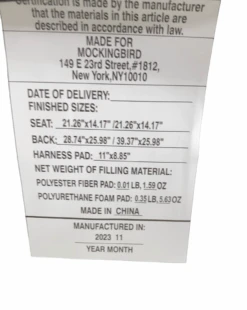 Certification is made by the manufacturer
that the materials in this article are
described in accordance with law.
MADE FOR
MOCKINGBIRD
149 E 23rd Street,#1812,
New York,NY10010
DATE OF DELIVERY:
FINISHED SIZES:
SEAT: 21.26"x14.17" /21.26"x14.17"
BACK: 28.74"x25.98" / 39.37"x25.98"
HARNESS PAD: 11"x8.85"
NET WEIGHT OF FILLING MATERIAL:
POLYESTER FIBER PAD: 0.01 LB, 1.59 OZ
POLYURETHANE FOAM PAD: 0.35 LB, 5.63 OZ
MADE IN CHINA
MANUFACTURED IN:
2023 11
YEAR MONTH